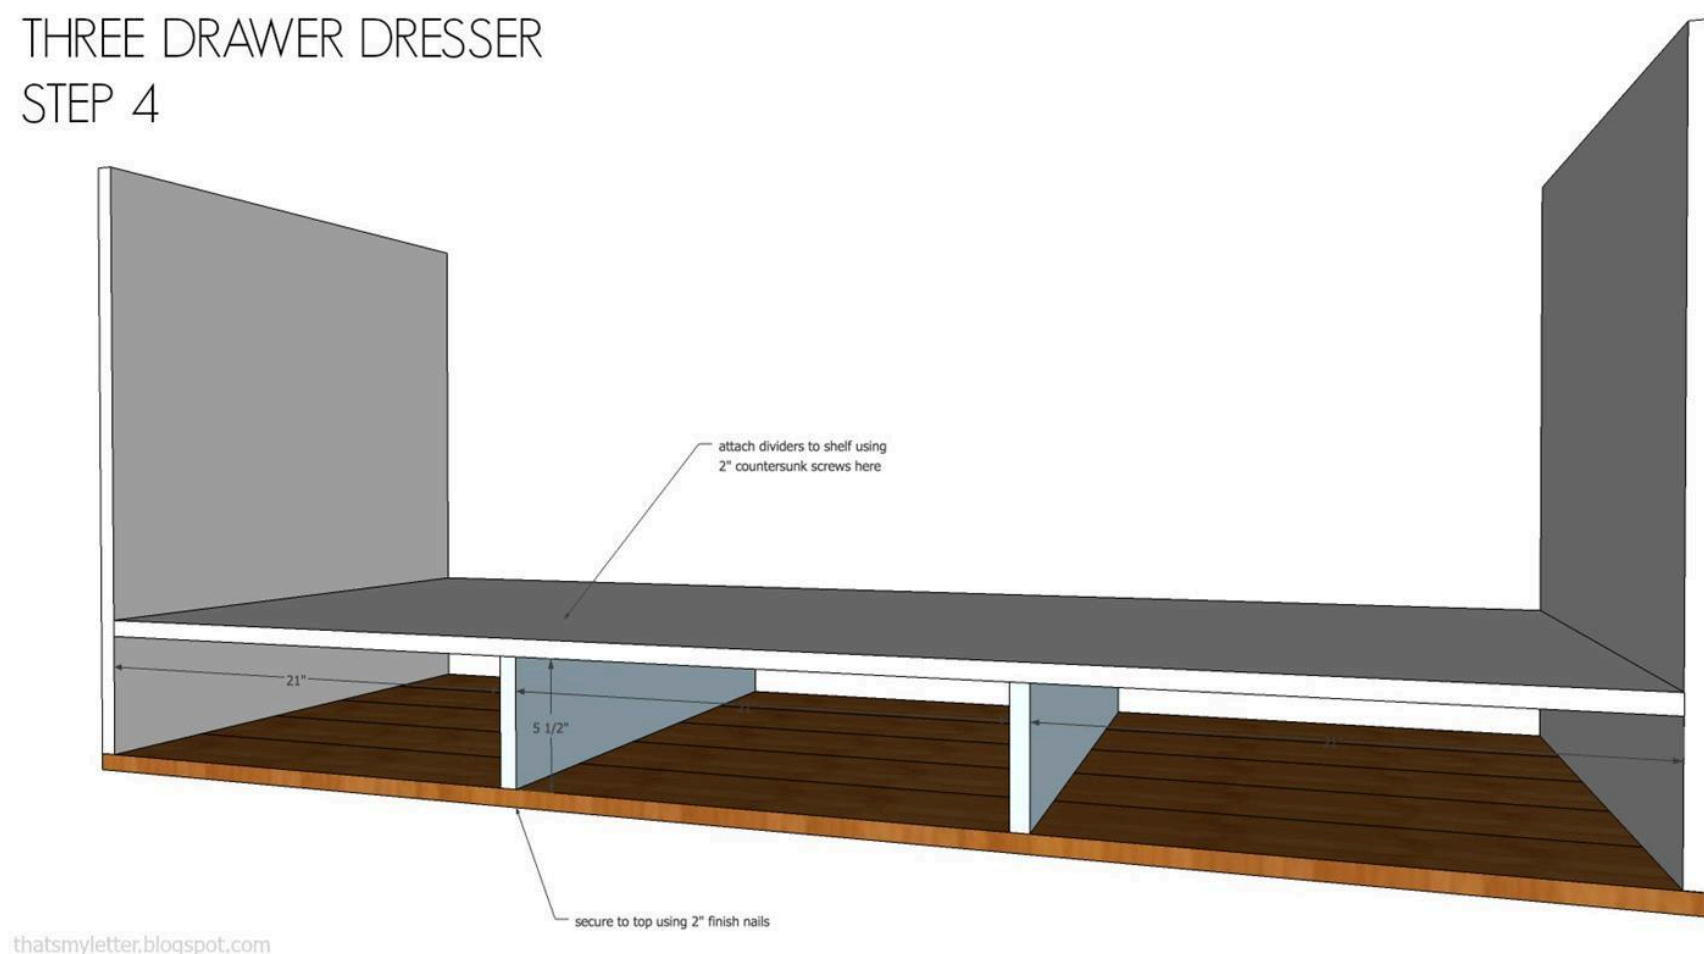 THREE DRAWER DRESSER
STEP 4
attach dividers to shelf using
2" countersunk screws here
21"
5 1/2"
secure to top using 2" finish nails
thatsmyletter.blogspot.com